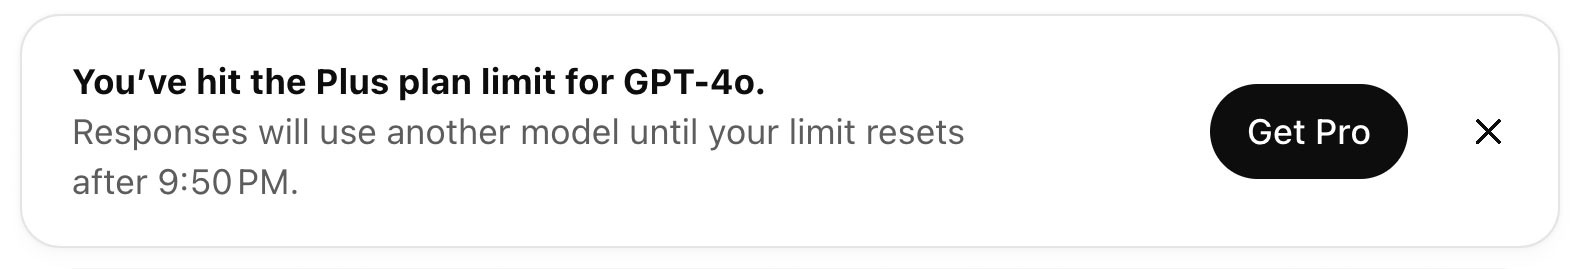 You’ve hit the Plus plan limit for GPT-4o.
Responses will use another model until your limit resets
after 9:50 PM.
Get Pro